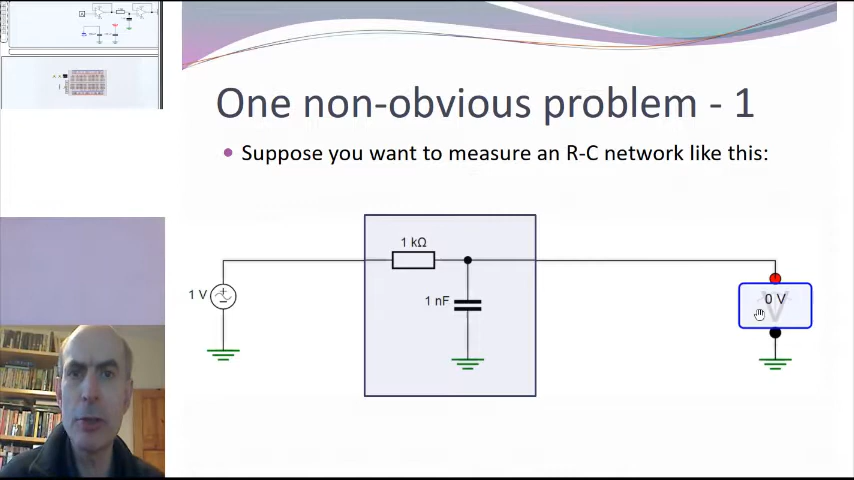 One non-obvious problem - 1
Suppose you want to measure an R-C network like this:
1 kΩ
1 V
1 nF
0 V